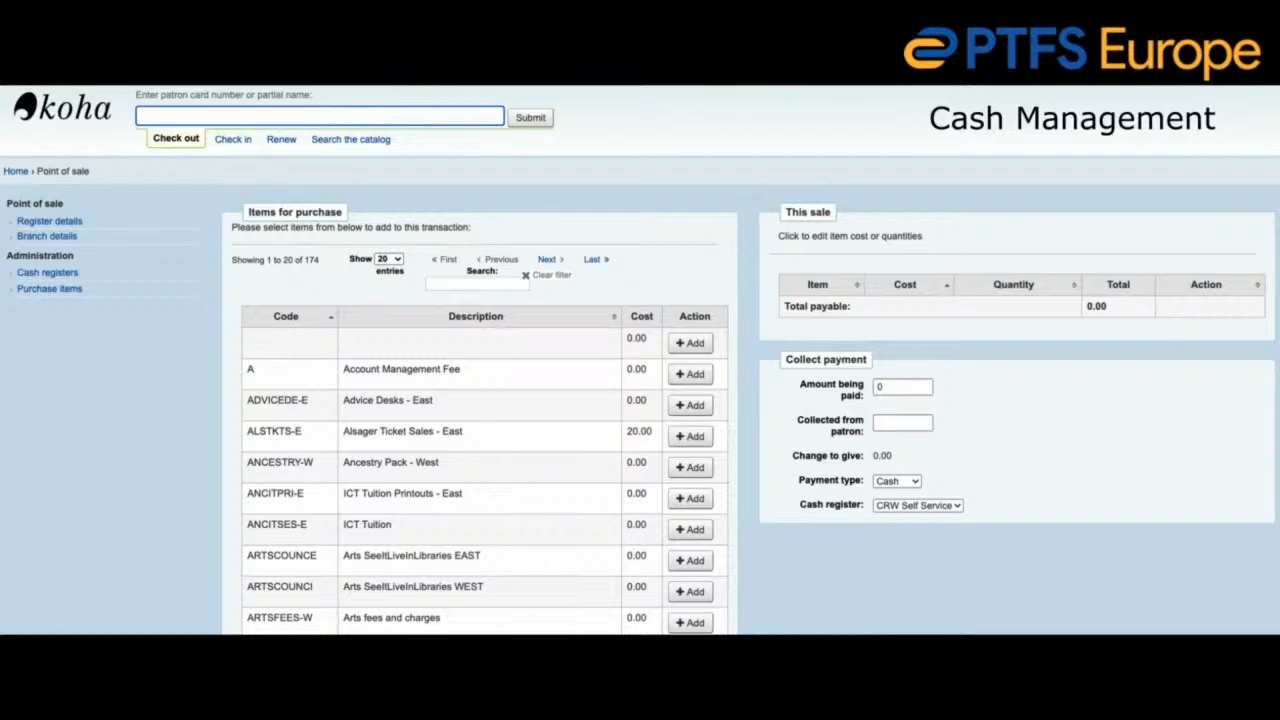 PTFS Europe
koha
Enter patron card number or partial name:
Submit
Cash Management
Check out Check in Renew Search the catalog
Home › Point of sale
Point of sale
Register details
Branch details
Administration
Cash registers
Purchase items
Items for purchase
Please select items from below to add to this transaction:
Showing 1 to 20 of 174
Show 20 entries
« First ‹ Previous Next › Last »
Search:
Clear filter
Code Description Cost Action
0.00 + Add
A Account Management Fee 0.00 + Add
ADVICEDE-E Advice Desks - East 0.00 + Add
ALSTKTS-E Alsager Ticket Sales - East 20.00 + Add
ANCESTRY-W Ancestry Pack - West 0.00 + Add
ANCITPRI-E ICT Tuition Printouts - East 0.00 + Add
ANCITSES-E ICT Tuition 0.00 + Add
ARTSCOUNCE Arts SeeItLiveInLibraries EAST 0.00 + Add
ARTSCOUNCI Arts SeeItLiveInLibraries WEST 0.00 + Add
ARTSFEES-W Arts fees and charges 0.00 + Add
This sale
Click to edit item cost or quantities
Item Cost Quantity Total Action
Total payable: 0.00
Collect payment
Amount being paid: 0
Collected from patron:
Change to give: 0.00
Payment type: Cash
Cash register: CRW Self Service